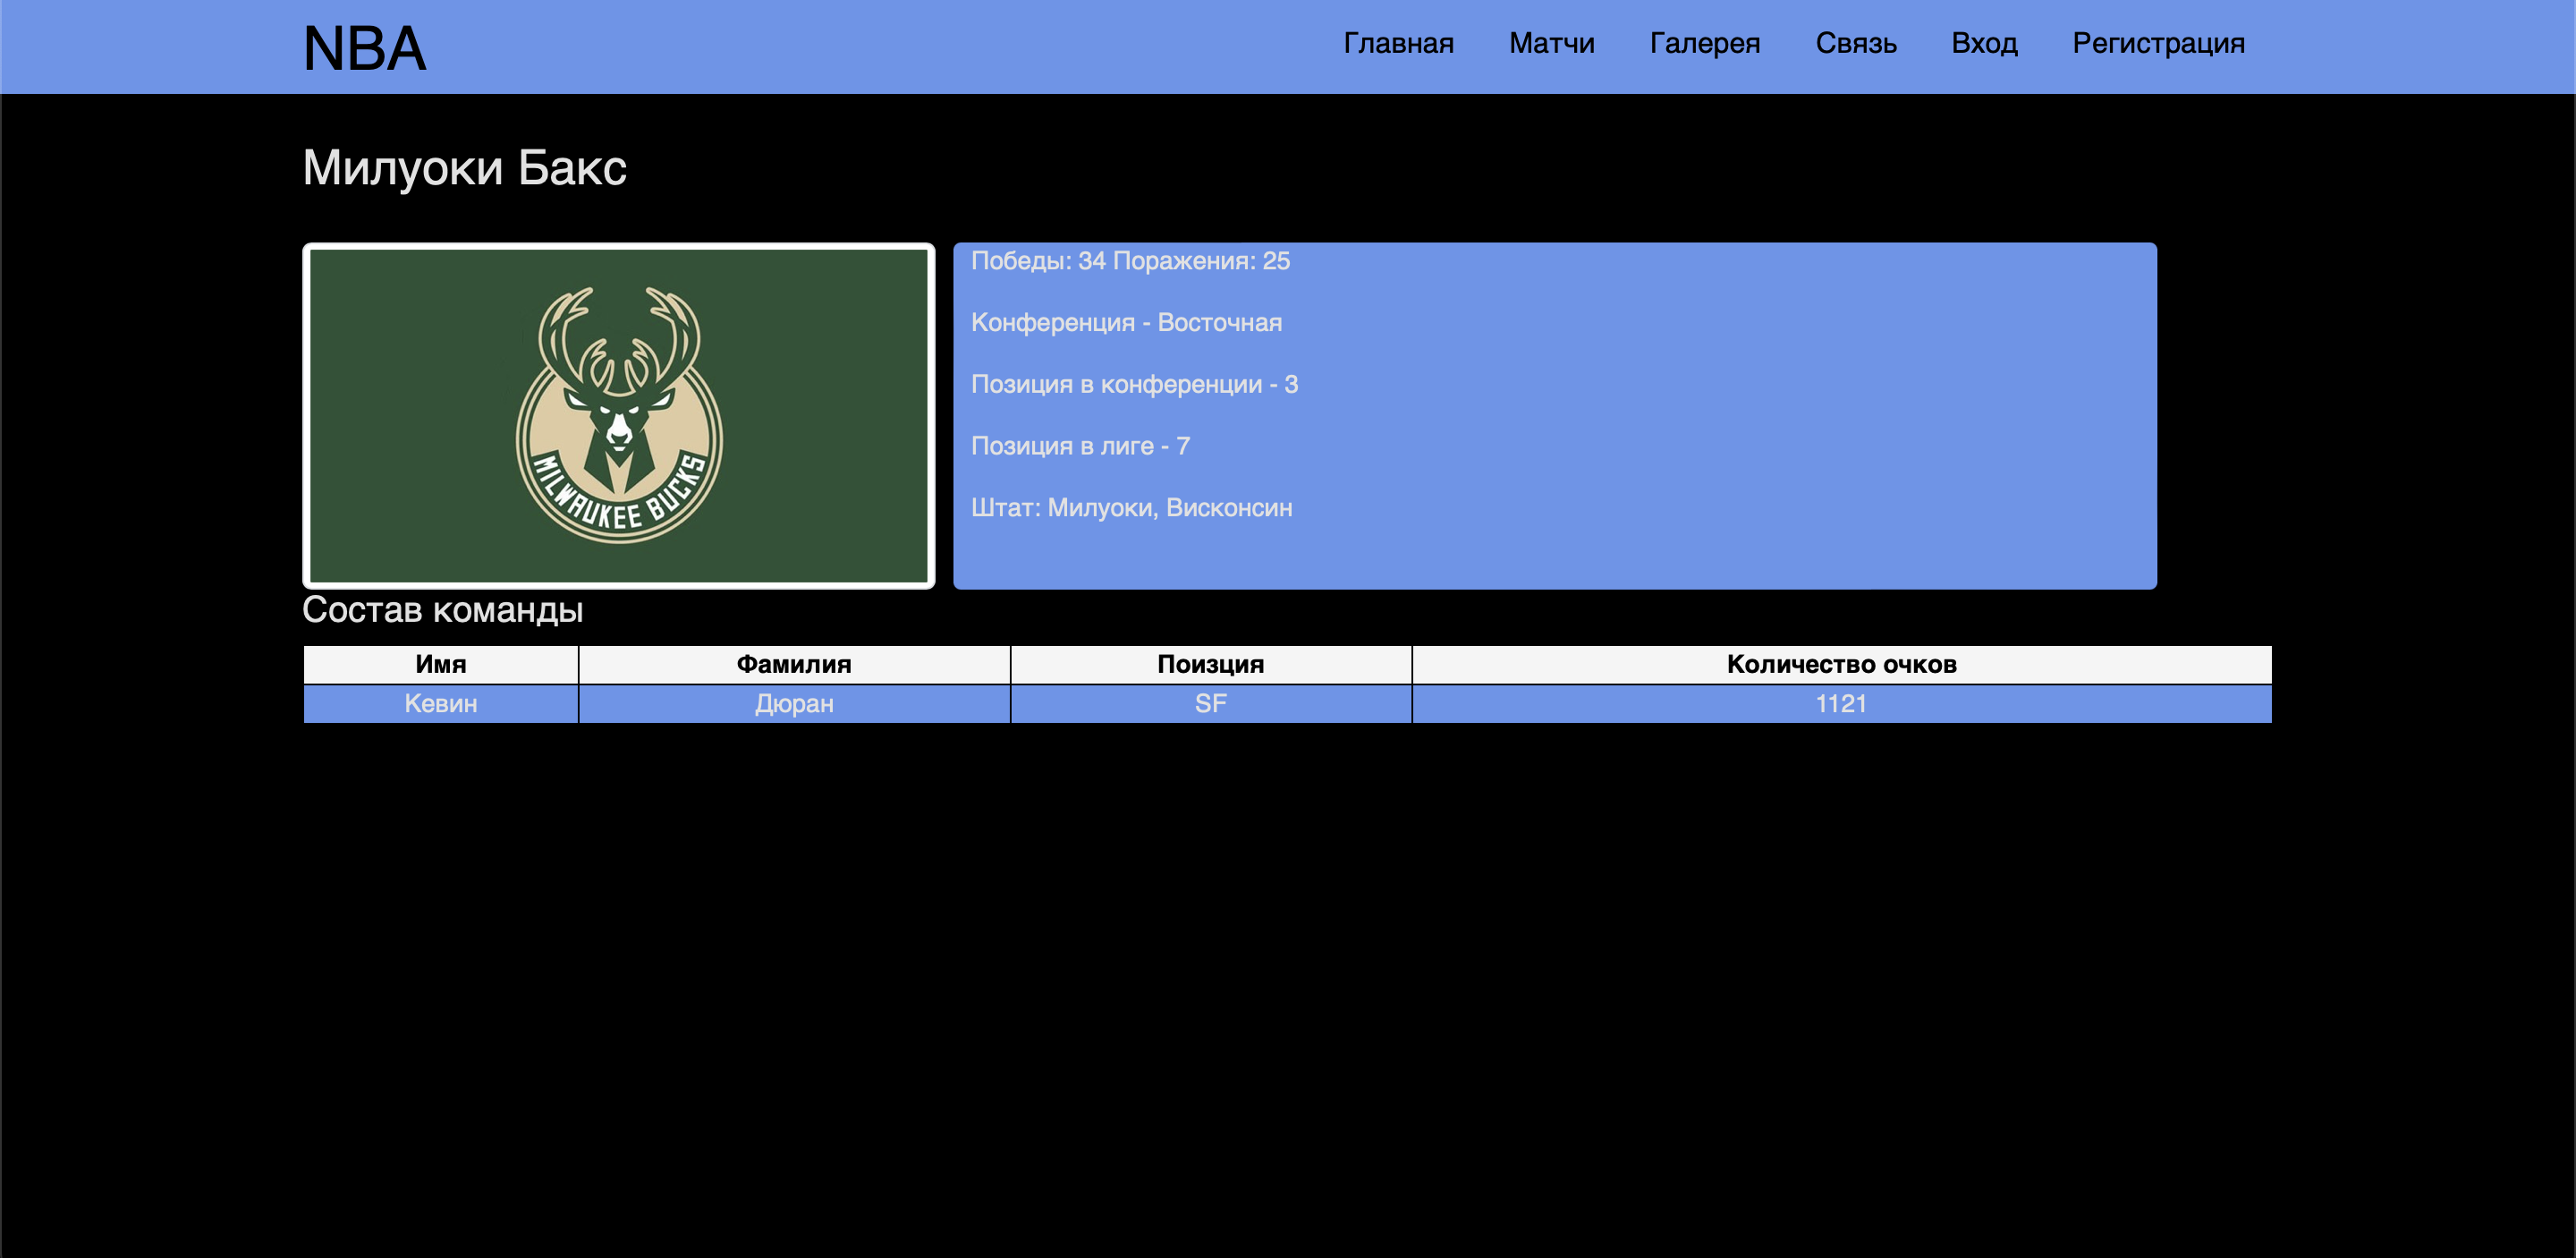 NBA
Главная Матчи Галерея Связь Вход Регистрация
Милуоки Бакс
MILWAUKEE BUCKS
Победы: 34 Поражения: 25
Конференция - Восточная
Позиция в конференции - 3
Позиция в лиге - 7
Штат: Милуоки, Висконсин
Состав команды
Имя Фамилия Поизция Количество очков
Кевин Дюран SF 1121